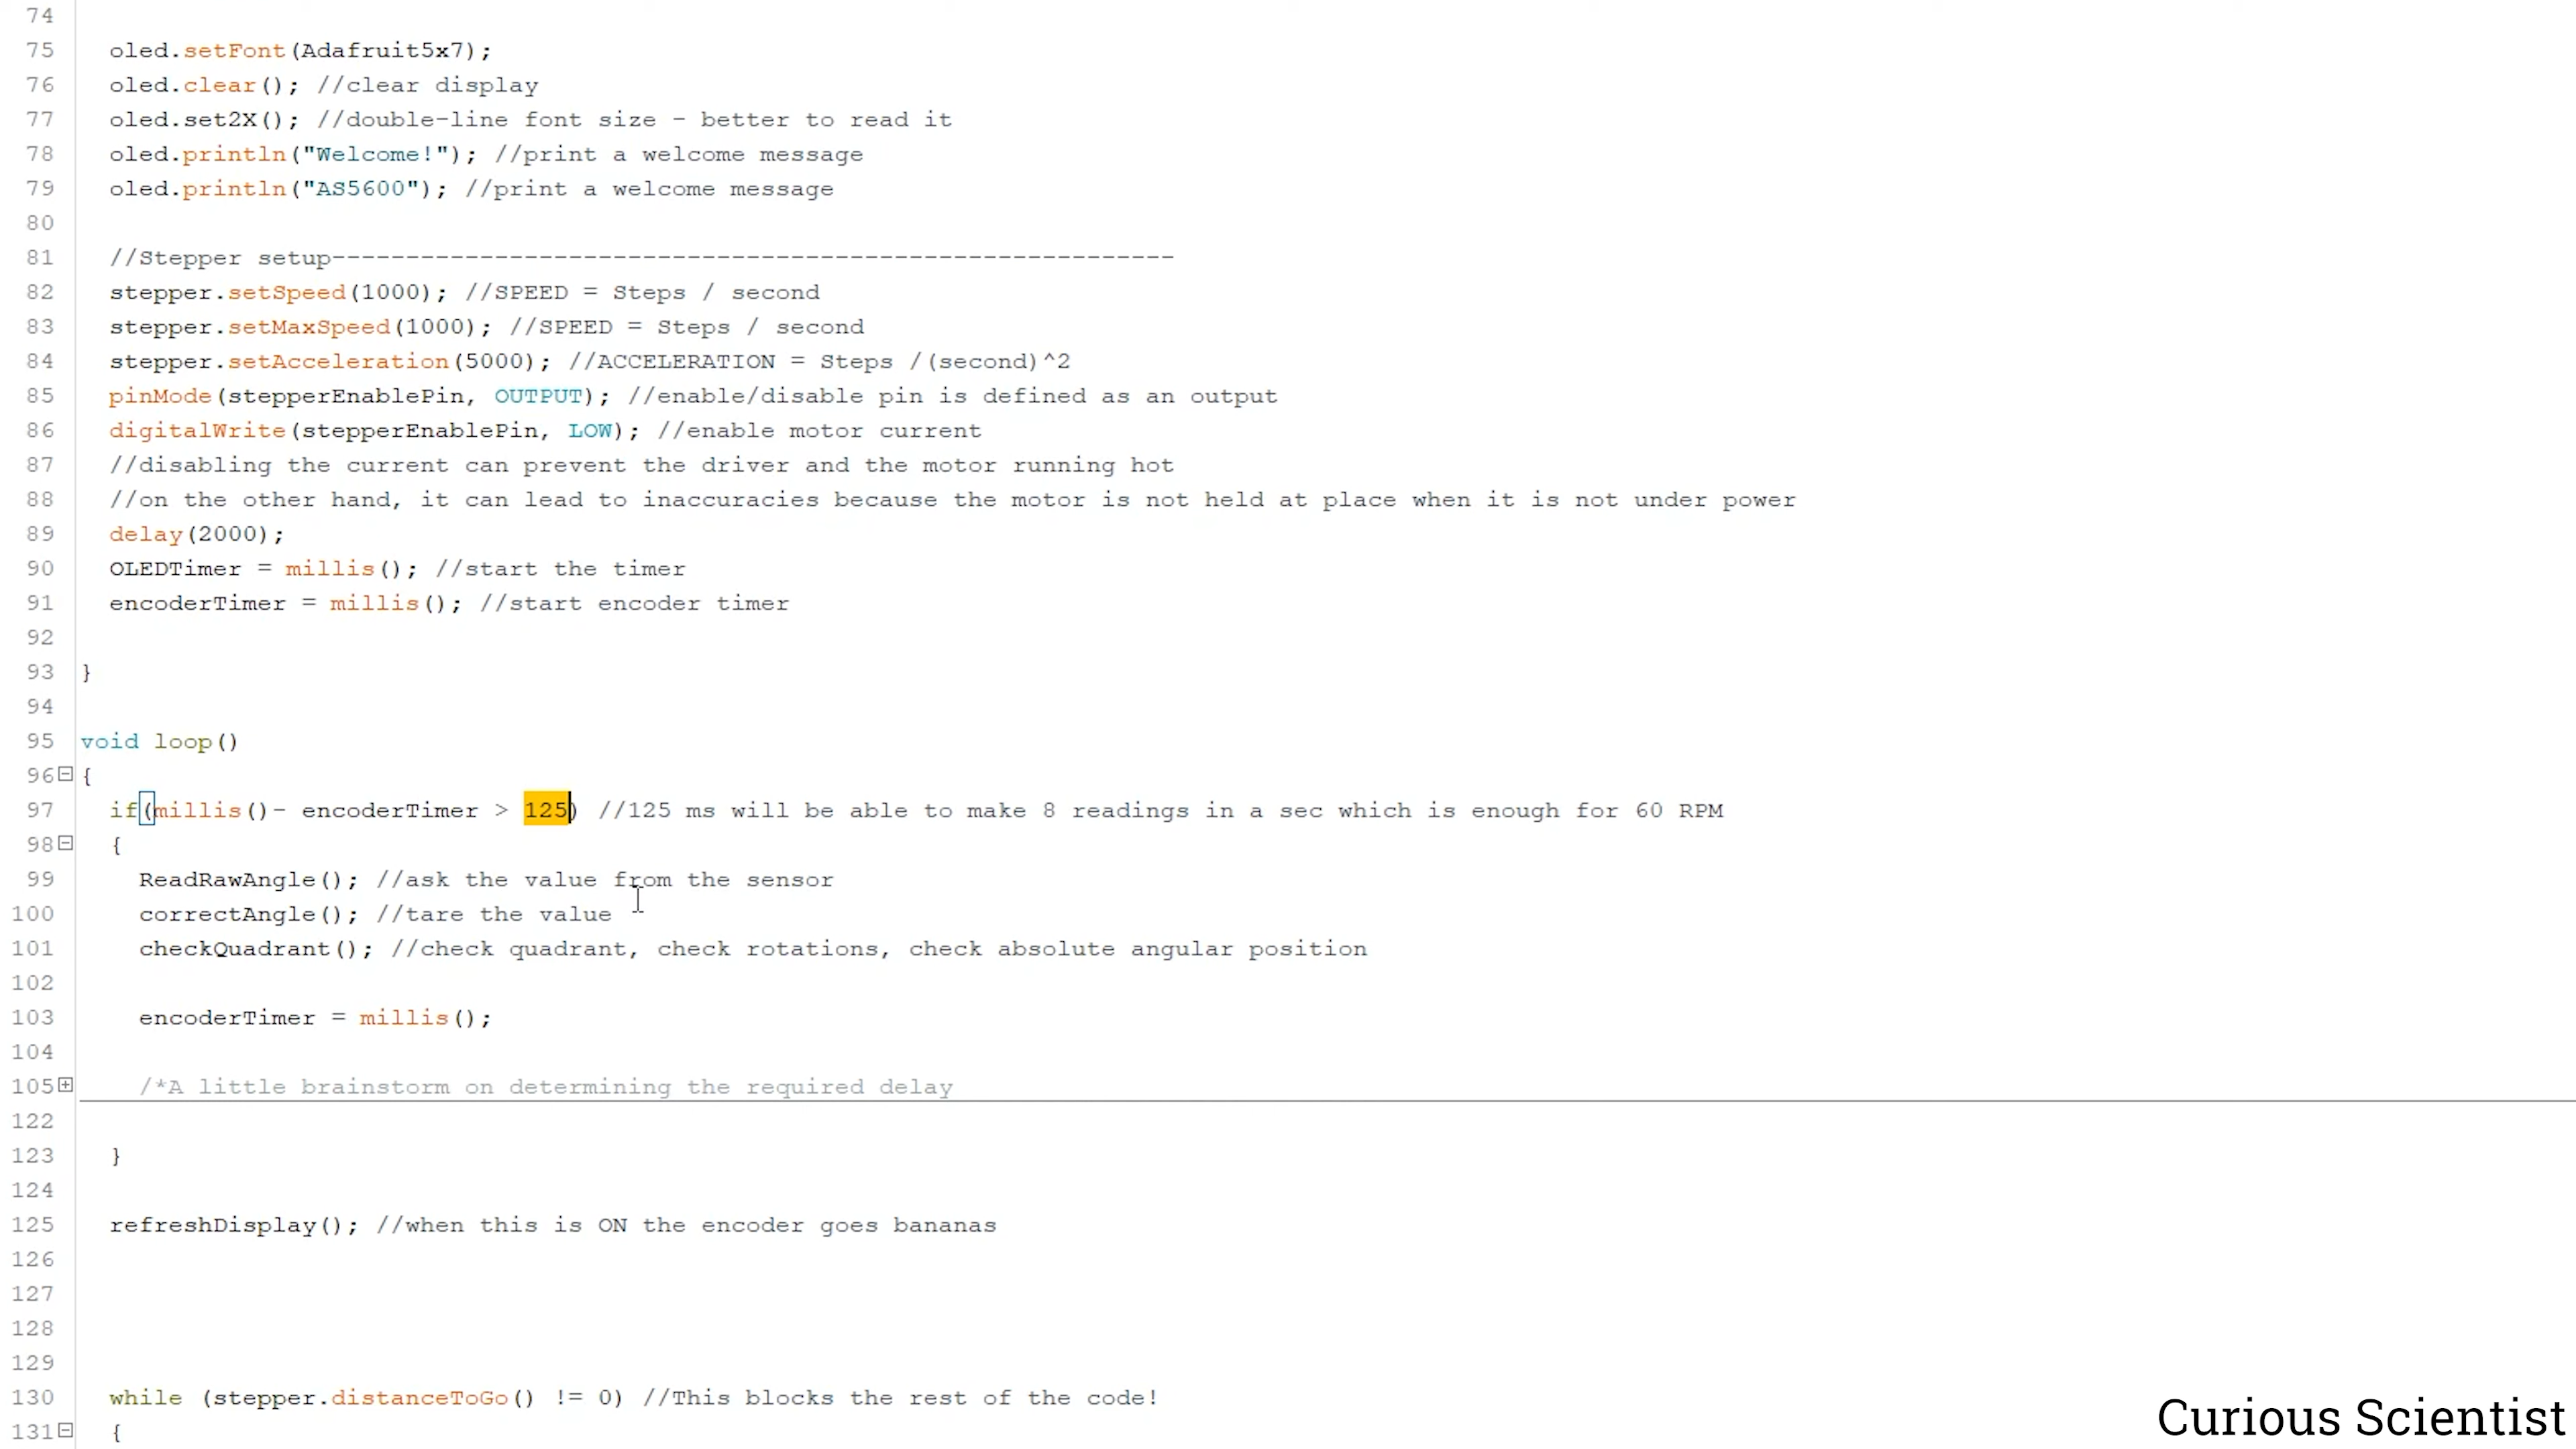 74
75 oled.setFont(Adafruit5x7);
76 oled.clear(); //clear display
77 oled.set2X(); //double-line font size - better to read it
78 oled.println("Welcome!"); //print a welcome message
79 oled.println("AS5600"); //print a welcome message
80
81 //Stepper setup---------------------------------------------------------
82 stepper.setSpeed(1000); //SPEED = Steps / second
83 stepper.setMaxSpeed(1000); //SPEED = Steps / second
84 stepper.setAcceleration(5000); //ACCELERATION = Steps /(second)^2
85 pinMode(stepperEnablePin, OUTPUT); //enable/disable pin is defined as an output
86 digitalWrite(stepperEnablePin, LOW); //enable motor current
87 //disabling the current can prevent the driver and the motor running hot
88 //on the other hand, it can lead to inaccuracies because the motor is not held at place when it is not under power
89 delay(2000);
90 OLEDTimer = millis(); //start the timer
91 encoderTimer = millis(); //start encoder timer
92
93 }
94
95 void loop()
96 {
97 if(millis()- encoderTimer > 125) //125 ms will be able to make 8 readings in a sec which is enough for 60 RPM
98 {
99 ReadRawAngle(); //ask the value from the sensor
100 correctAngle(); //tare the value
101 checkQuadrant(); //check quadrant, check rotations, check absolute angular position
102
103 encoderTimer = millis();
104
105 /*A little brainstorm on determining the required delay
122
123 }
124
125 refreshDisplay(); //when this is ON the encoder goes bananas
126
127
128
129
130 while (stepper.distanceToGo() != 0) //This blocks the rest of the code!
131 {
Curious Scientist